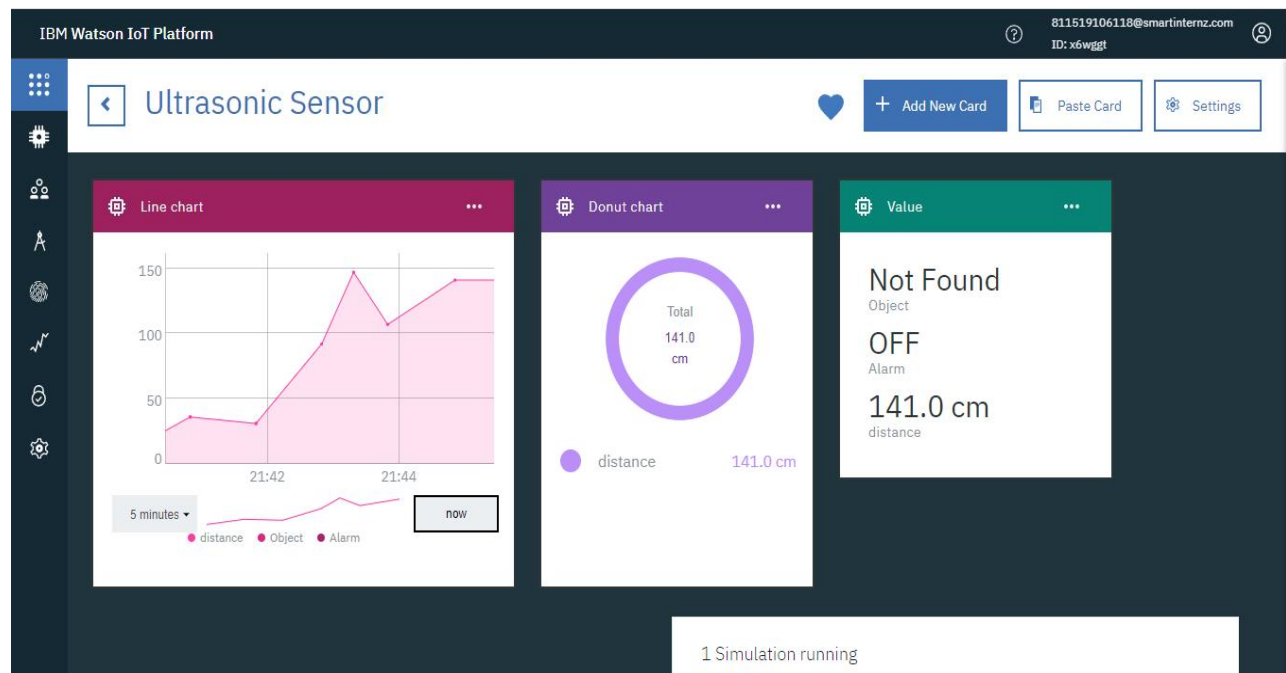 IBM Watson IoT Platform
811519106118@smartinternz.com
ID: x6wggt
Ultrasonic Sensor
Add New Card
Paste Card
Settings
Line chart
150
100
50
0
21:42
21:44
5 minutes
now
distance
Object
Alarm
Donut chart
Total
141.0
cm
distance 141.0 cm
Value
Not Found
Object
OFF
Alarm
141.0 cm
distance
1 Simulation running